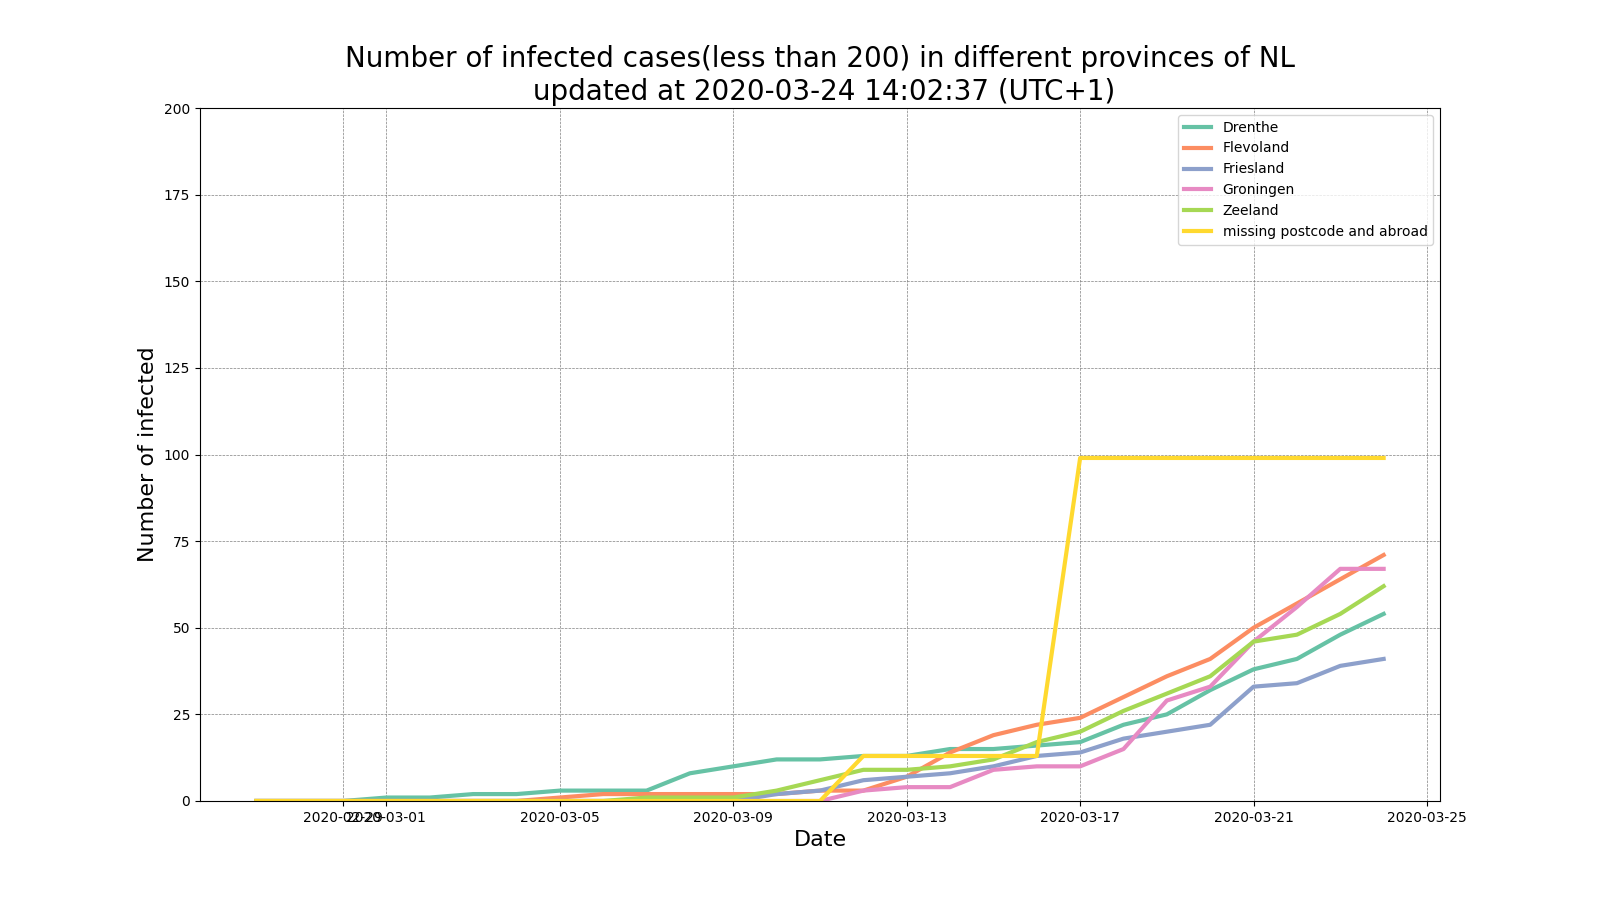 Number of infected cases(less than 200) in different provinces of NL
updated at 2020-03-24 14:02:37 (UTC+1)
Drenthe
Flevoland
Friesland
Groningen
Zeeland
missing postcode and abroad
200
175
150
125
100
75
50
25
0
Number of infected
2020-02-29 2020-03-01 2020-03-05 2020-03-09 2020-03-13 2020-03-17 2020-03-21 2020-03-25
Date